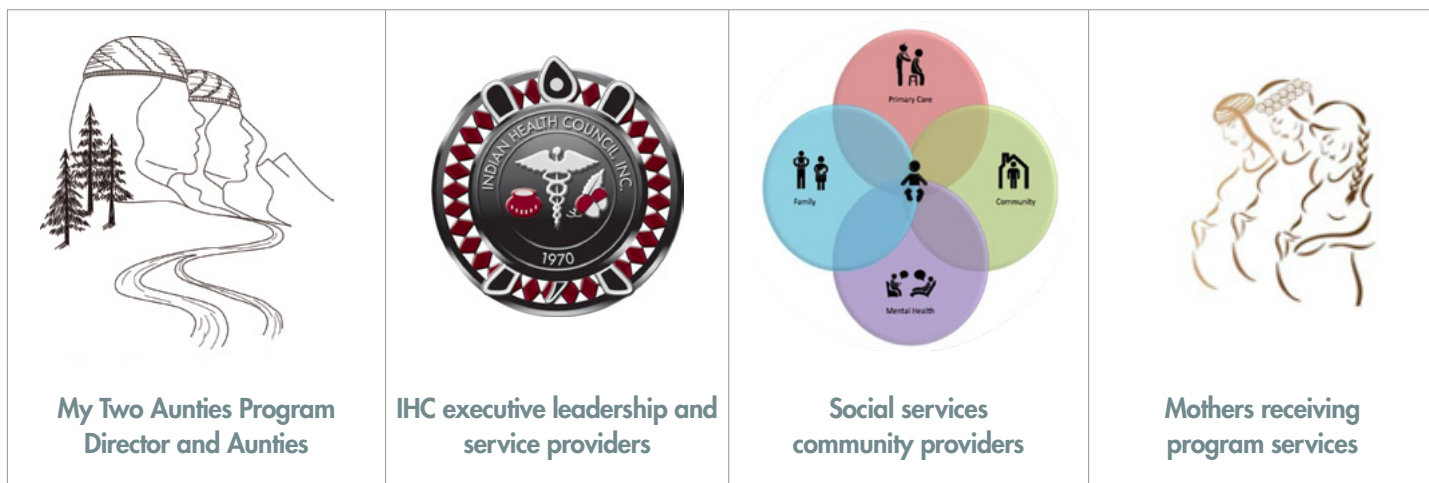 INDIAN HEALTH COUNCIL, INC.
1970
Primary Care
Family
Community
Mental Health
My Two Aunties Program
Director and Aunties
IHC executive leadership and
service providers
Social services
community providers
Mothers receiving
program services